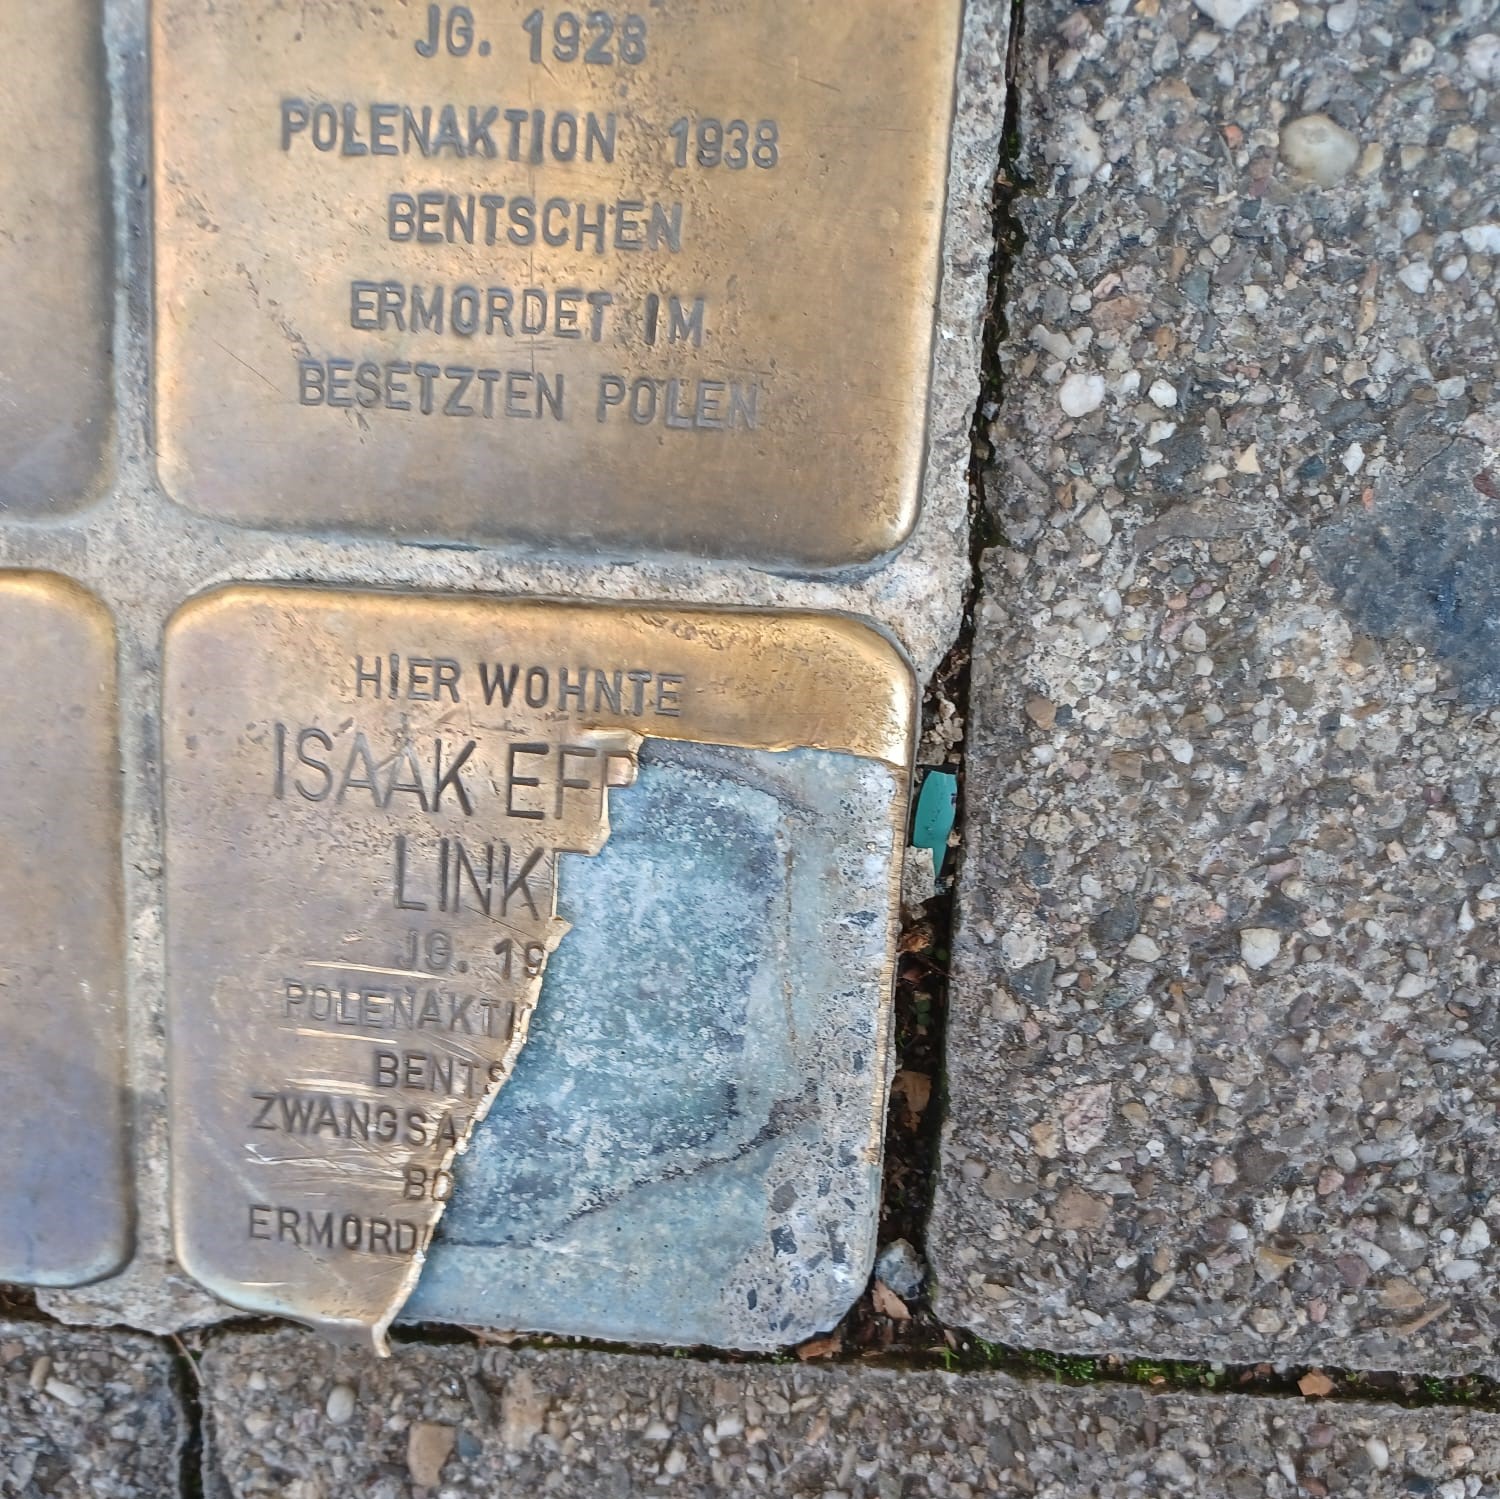 JG. 1928
POLENAKTION 1938
BENTSCHEN
ERMORDET IM
BESETZTEN POLEN
HIER WOHNTE
ISAAK EF
LINK
JG. 19
POLENAKTI
BENTS
ZWANGSA
BO
ERMORD